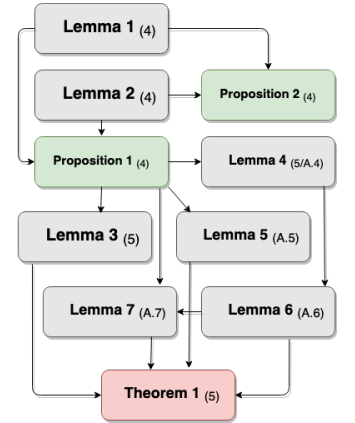 Lemma 1 (4)
Lemma 2 (4)
Proposition 2 (4)
Proposition 1 (4)
Lemma 4 (5/A.4)
Lemma 3 (5)
Lemma 5 (A.5)
Lemma 7 (A.7)
Lemma 6 (A.6)
Theorem 1 (5)